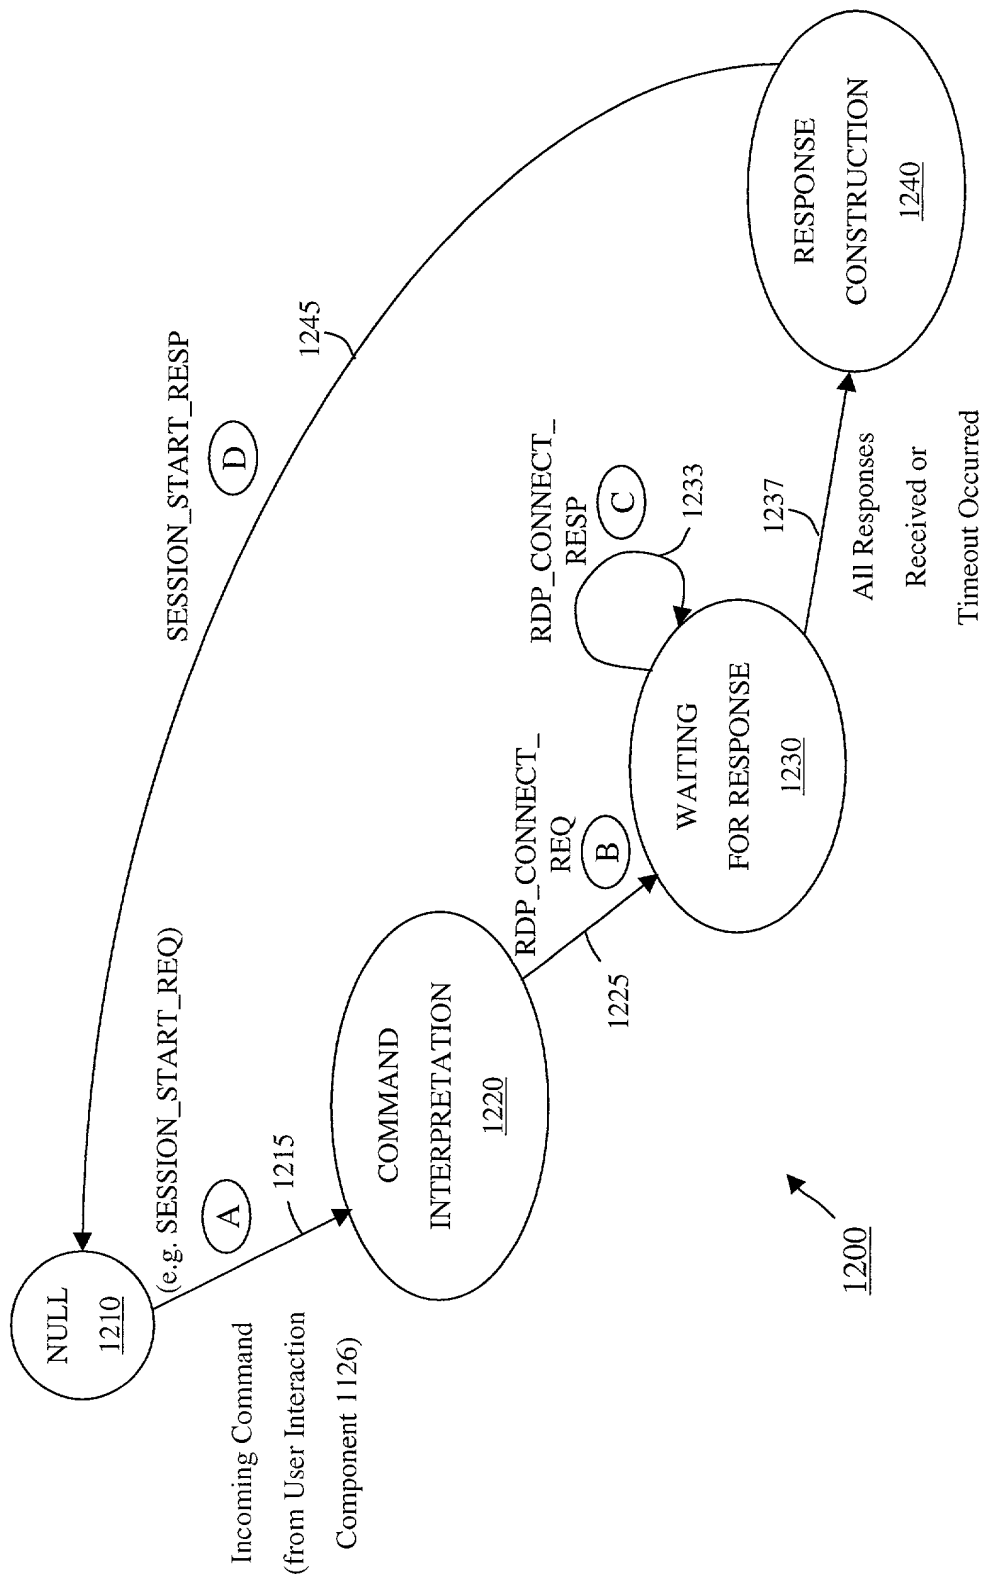 NULL
1210
(e.g. SESSION_START_REQ)
A
1215
Incoming Command
(from User Interaction
Component 1126)
COMMAND
INTERPRETATION
1220
RDP_CONNECT_
REQ
B
1225
WAITING
FOR RESPONSE
1230
RDP_CONNECT_
RESP
C
1233
1237
All Responses
Received or
Timeout Occurred
RESPONSE
CONSTRUCTION
1240
SESSION_START_RESP
D
1245
1200